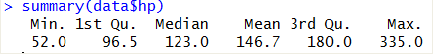 > summary(data$hp)
Min. 1st Qu. Median Mean 3rd Qu. Max.
52.0 96.5 123.0 146.7 180.0 335.0